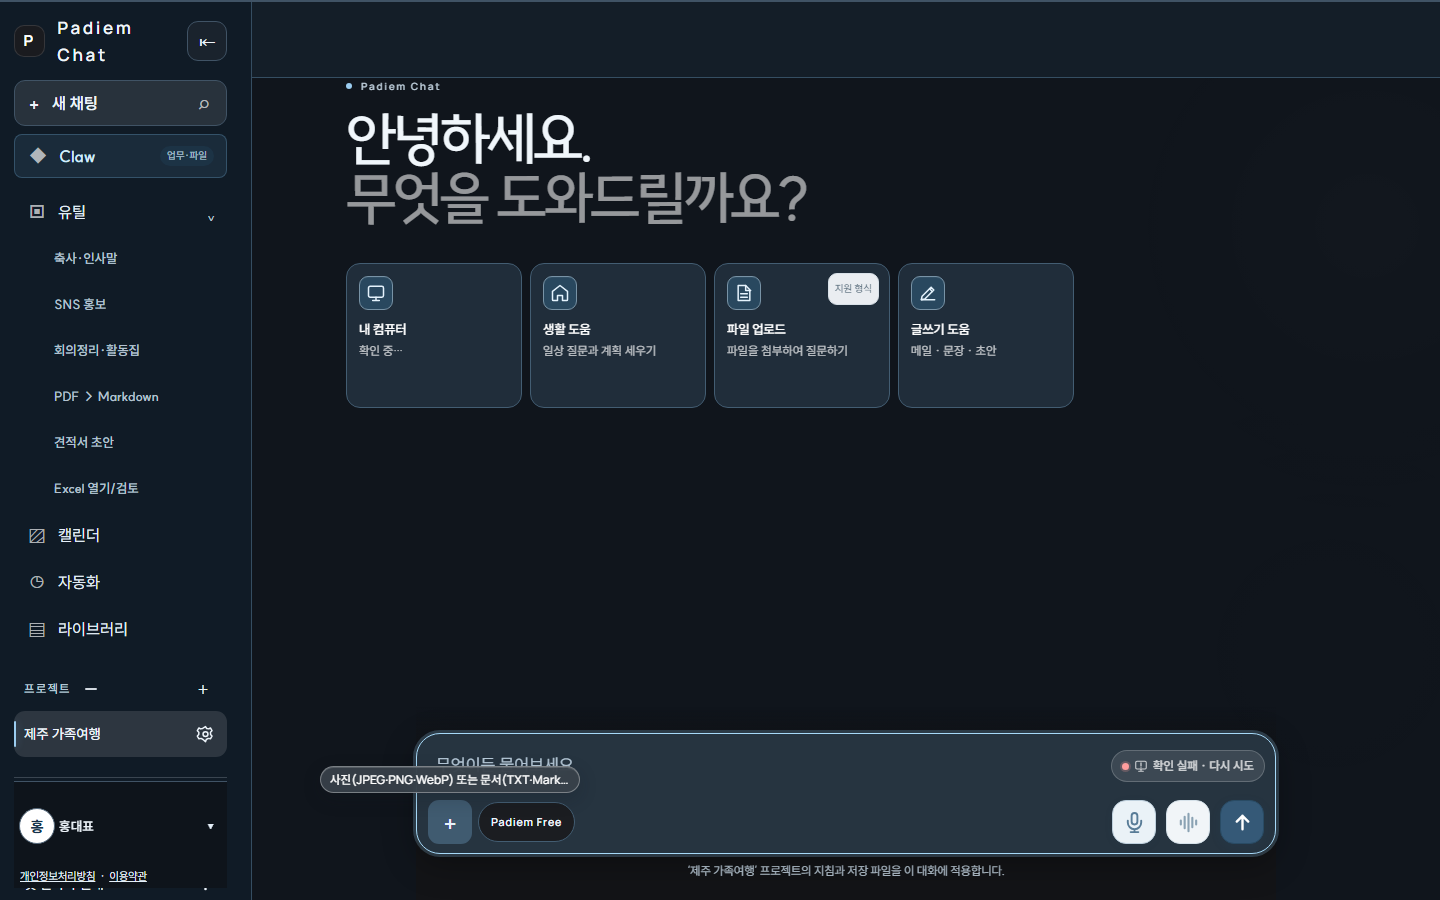 P
Padiem
Chat
+ 새 채팅
Claw 업무·파일
유틸
축사·인사말
SNS 홍보
회의정리·활동집
PDF > Markdown
견적서 초안
Excel 열기/검토
캘린더
자동화
라이브러리
프로젝트 — +
제주 가족여행
홍 홍대표
개인정보처리방침 · 이용약관
Padiem Chat
안녕하세요.
무엇을 도와드릴까요?
내 컴퓨터
확인 중…
생활 도움
일상 질문과 계획 세우기
지원 형식
파일 업로드
파일을 첨부하여 질문하기
글쓰기 도움
메일 · 문장 · 초안
무엇이든 물어보세요
사진(JPEG·PNG·WebP) 또는 문서(TXT·Mark...
확인 실패 · 다시 시도
+ Padiem Free
'제주 가족여행' 프로젝트의 지침과 저장 파일을 이 대화에 적용합니다.